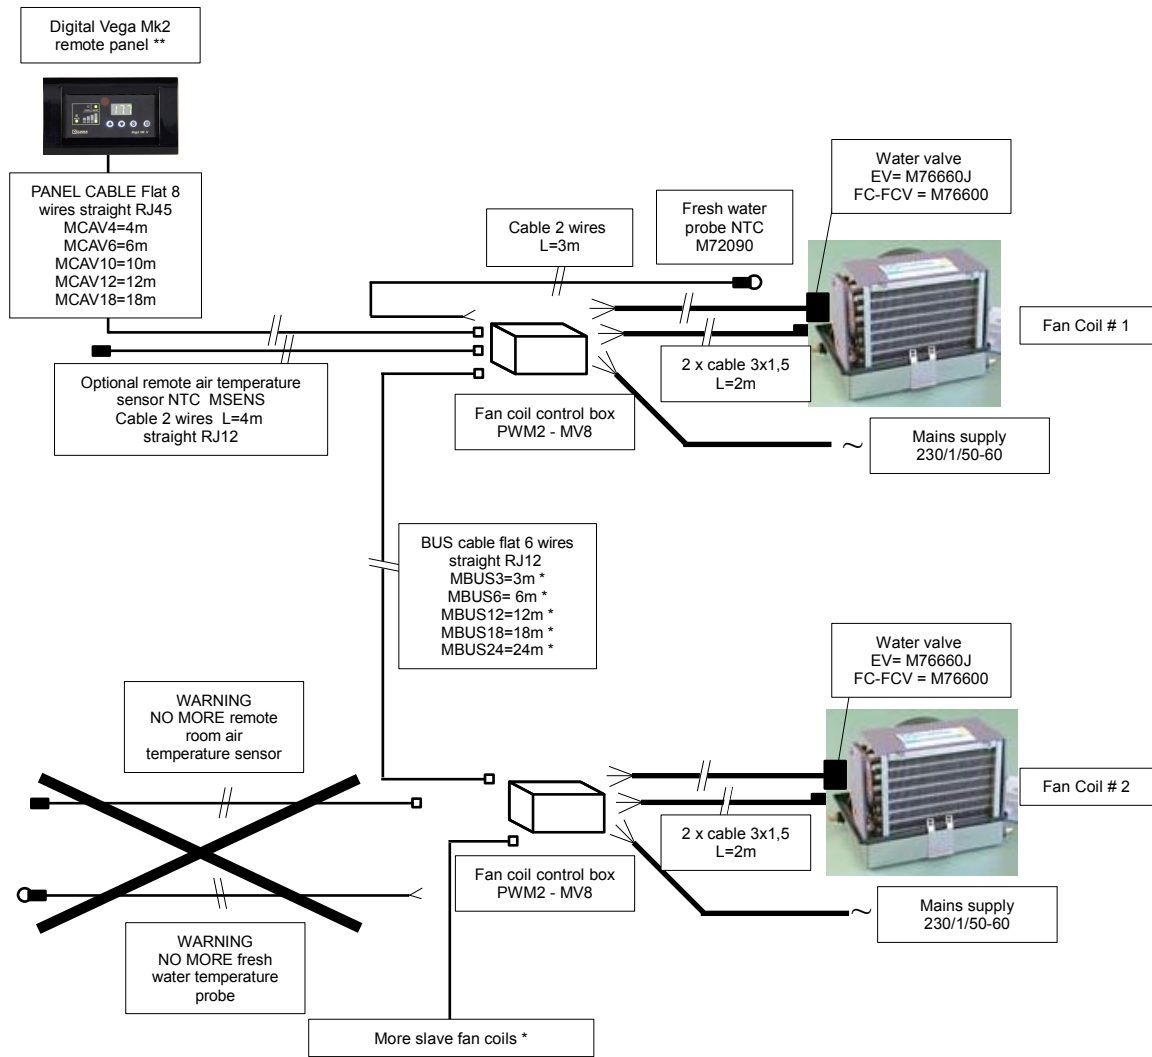 Digital Vega Mk2
remote panel **
PANEL CABLE Flat 8
wires straight RJ45
MCAV4=4m
MCAV6=6m
MCAV10=10m
MCAV12=12m
MCAV18=18m
Cable 2 wires
L=3m
Fresh water
probe NTC
M72090
Water valve
EV= M76660J
FC-FCV = M76600
Fan Coil # 1
2 x cable 3x1,5
L=2m
Optional remote air temperature
sensor NTC MSENS
Cable 2 wires L=4m
straight RJ12
Fan coil control box
PWM2 - MV8
~
Mains supply
230/1/50-60
BUS cable flat 6 wires
straight RJ12
MBUS3=3m *
MBUS6= 6m *
MBUS12=12m *
MBUS18=18m *
MBUS24=24m *
Water valve
EV= M76660J
FC-FCV = M76600
WARNING
NO MORE remote
room air
temperature sensor
Fan Coil # 2
2 x cable 3x1,5
L=2m
Fan coil control box
PWM2 - MV8
~
Mains supply
230/1/50-60
WARNING
NO MORE fresh
water temperature
probe
More slave fan coils *